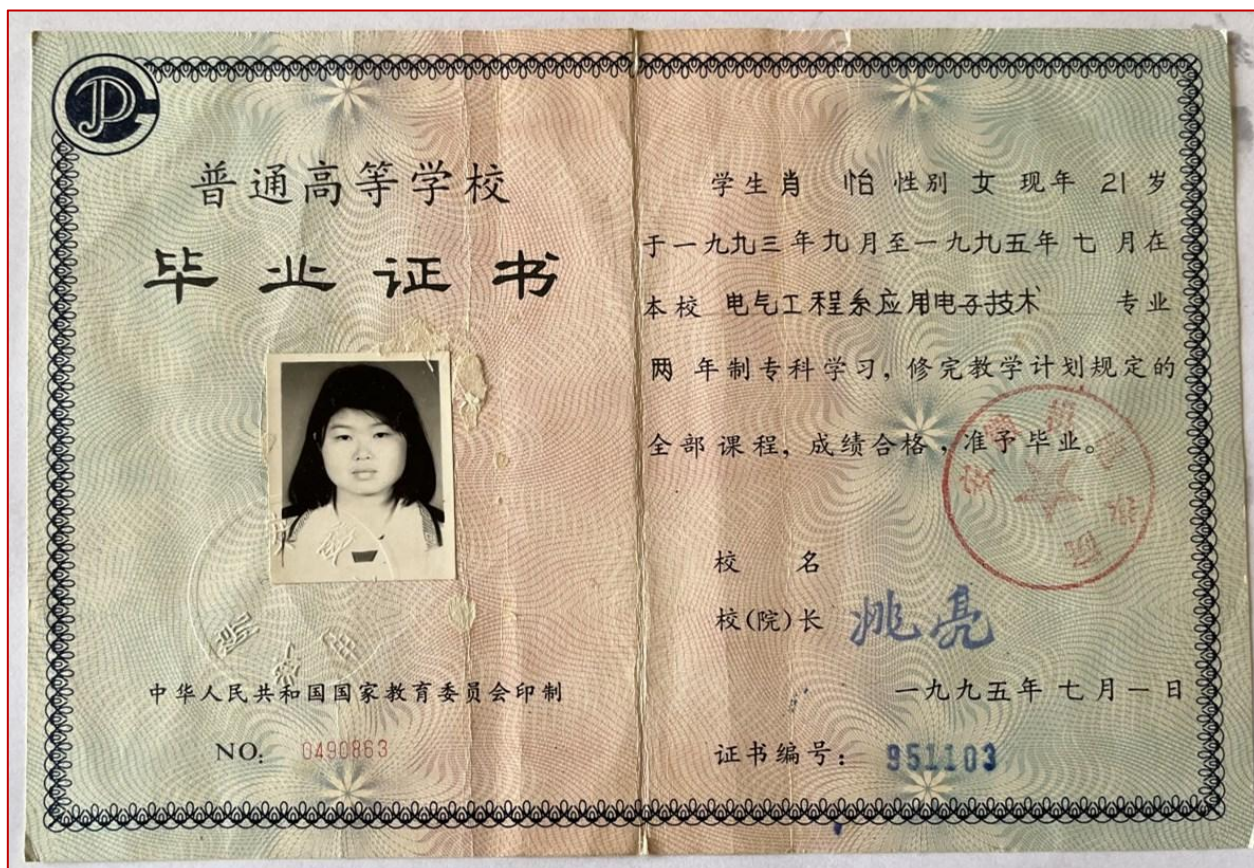 普通高等学校
毕业证书
中华人民共和国国家教育委员会印制
NO: 0490863
学生肖 怡 性别 女 现年 21 岁
于一九九三年九月至一九九五年 七 月在
本校 电气工程系应用电子技术 专业
两 年制专科学习，修完教学计划规定的
全部课程，成绩合格，准予毕业。
校 名
校(院)长 姚亮
一九九五年 七 月 一 日
证书编号： 951103